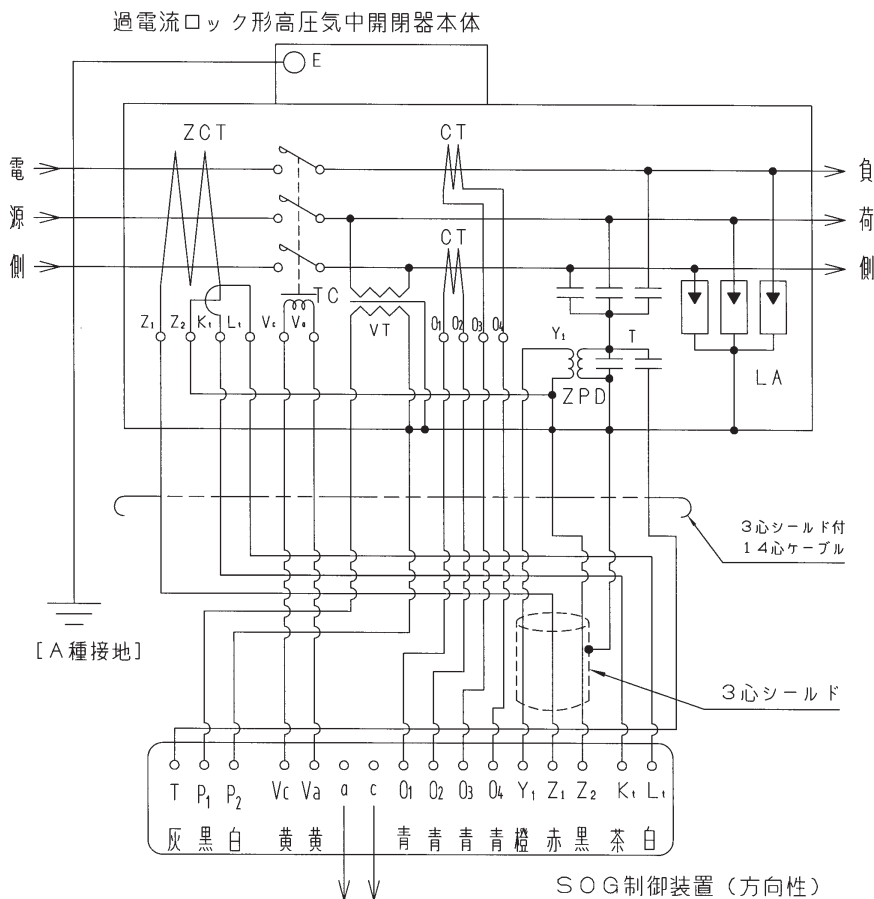 過電流ロック形高圧気中開閉器本体
E
ZCT
CT
電源側
負荷側
CT
TC
VT
Z1 Z2 Kt Lt Vc Va O1 O2 O3 O4 Y1 T
ZPD
LA
3心シールド付
14心ケーブル
[A種接地]
3心シールド
T P1 P2 Vc Va a c O1 O2 O3 O4 Y1 Z1 Z2 Kt Lt
灰 黒 白 黄 黄 青 青 青 青 橙 赤 黒 茶 白
SOG制御装置(方向性)